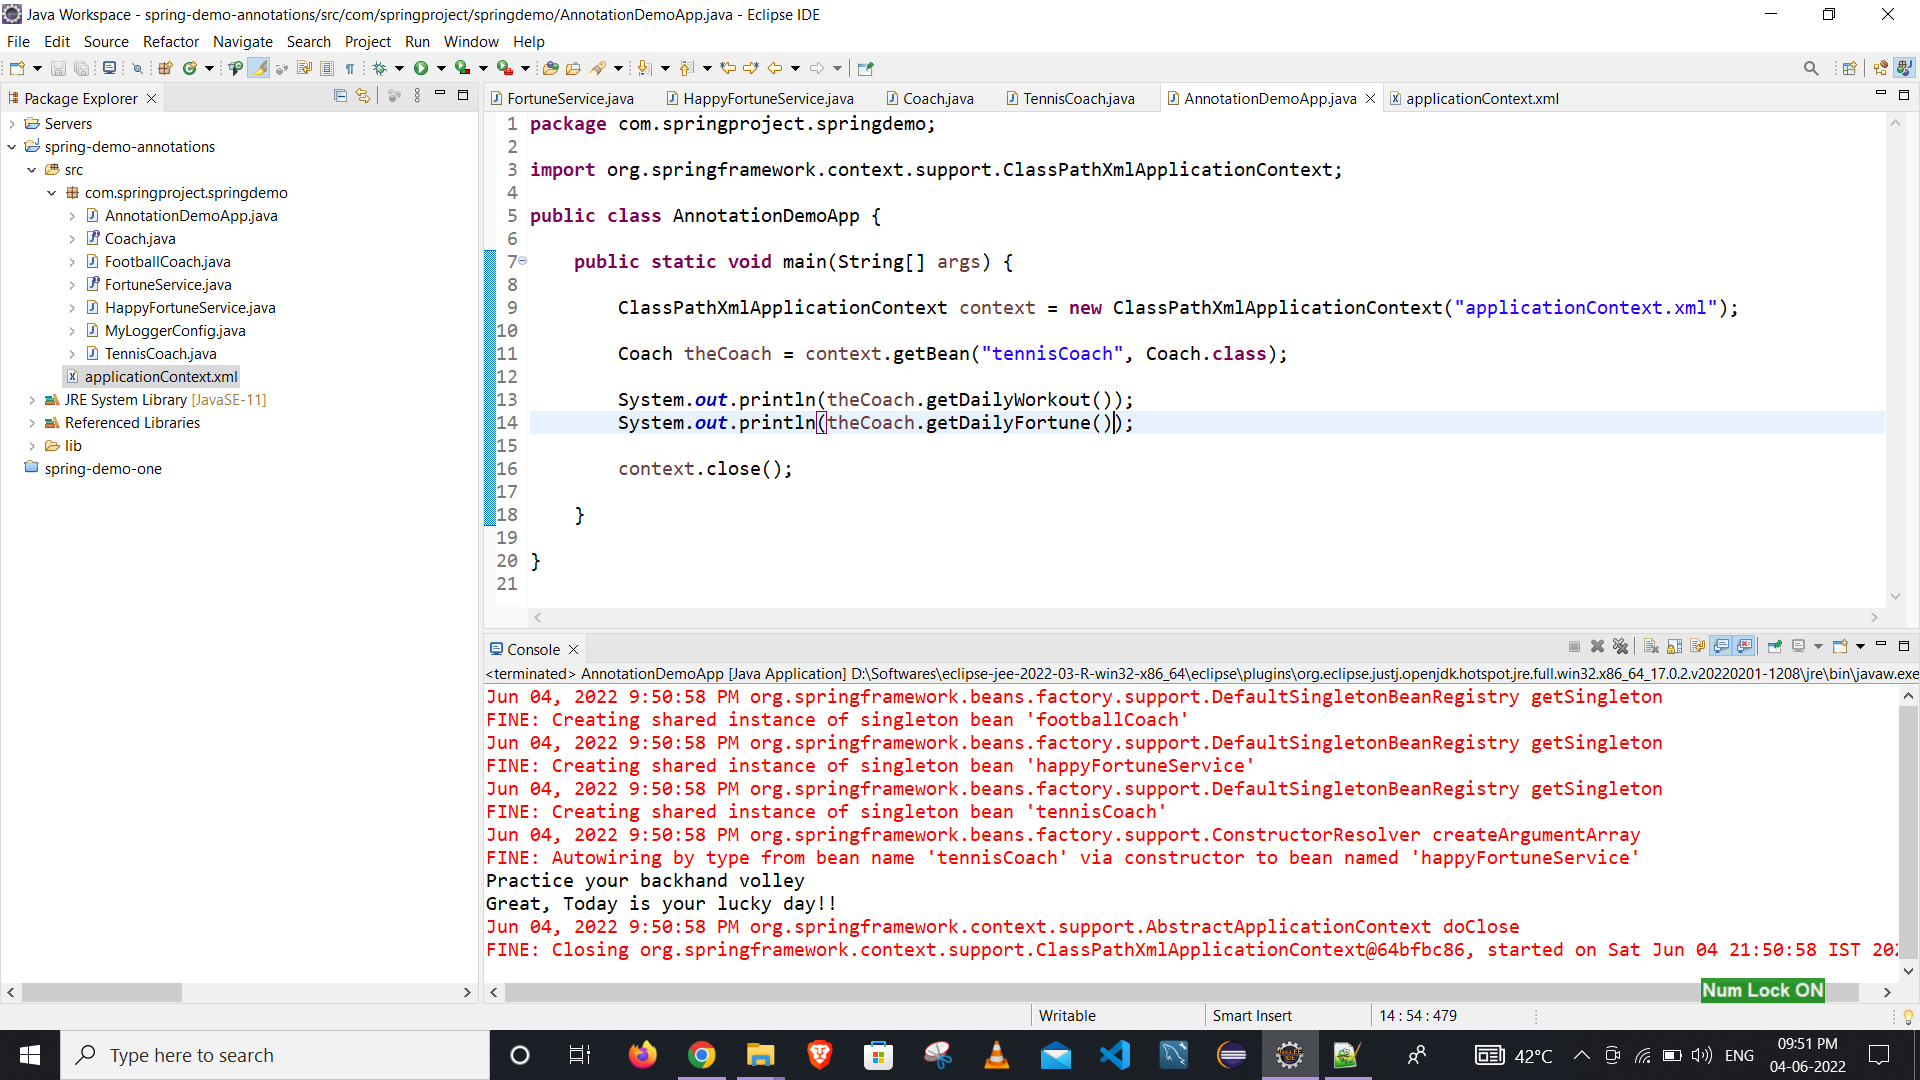 Java Workspace - spring-demo-annotations/src/com/springproject/springdemo/AnnotationDemoApp.java - Eclipse IDE
File Edit Source Refactor Navigate Search Project Run Window Help
Package Explorer
Servers
spring-demo-annotations
src
com.springproject.springdemo
AnnotationDemoApp.java
Coach.java
FootballCoach.java
FortuneService.java
HappyFortuneService.java
MyLoggerConfig.java
TennisCoach.java
applicationContext.xml
JRE System Library [JavaSE-11]
Referenced Libraries
lib
spring-demo-one
FortuneService.java HappyFortuneService.java Coach.java TennisCoach.java AnnotationDemoApp.java applicationContext.xml
1 package com.springproject.springdemo;
2
3 import org.springframework.context.support.ClassPathXmlApplicationContext;
4
5 public class AnnotationDemoApp {
6
7 public static void main(String[] args) {
8
9 ClassPathXmlApplicationContext context = new ClassPathXmlApplicationContext("applicationContext.xml");
10
11 Coach theCoach = context.getBean("tennisCoach", Coach.class);
12
13 System.out.println(theCoach.getDailyWorkout());
14 System.out.println(theCoach.getDailyFortune());
15
16 context.close();
17
18 }
19
20 }
21
Console
<terminated> AnnotationDemoApp [Java Application] D:\Softwares\eclipse-jee-2022-03-R-win32-x86_64\eclipse\plugins\org.eclipse.justj.openjdk.hotspot.jre.full.win32.x86_64_17.0.2.v20220201-1208\jre\bin\javaw.exe
Jun 04, 2022 9:50:58 PM org.springframework.beans.factory.support.DefaultSingletonBeanRegistry getSingleton
FINE: Creating shared instance of singleton bean 'footballCoach'
Jun 04, 2022 9:50:58 PM org.springframework.beans.factory.support.DefaultSingletonBeanRegistry getSingleton
FINE: Creating shared instance of singleton bean 'happyFortuneService'
Jun 04, 2022 9:50:58 PM org.springframework.beans.factory.support.DefaultSingletonBeanRegistry getSingleton
FINE: Creating shared instance of singleton bean 'tennisCoach'
Jun 04, 2022 9:50:58 PM org.springframework.beans.factory.support.ConstructorResolver createArgumentArray
FINE: Autowiring by type from bean name 'tennisCoach' via constructor to bean named 'happyFortuneService'
Practice your backhand volley
Great, Today is your lucky day!!
Jun 04, 2022 9:50:58 PM org.springframework.context.support.AbstractApplicationContext doClose
FINE: Closing org.springframework.context.support.ClassPathXmlApplicationContext@64bfbc86, started on Sat Jun 04 21:50:58 IST 202
Num Lock ON
Writable Smart Insert 14 : 54 : 479
Type here to search
42°C ENG
09:51 PM
04-06-2022